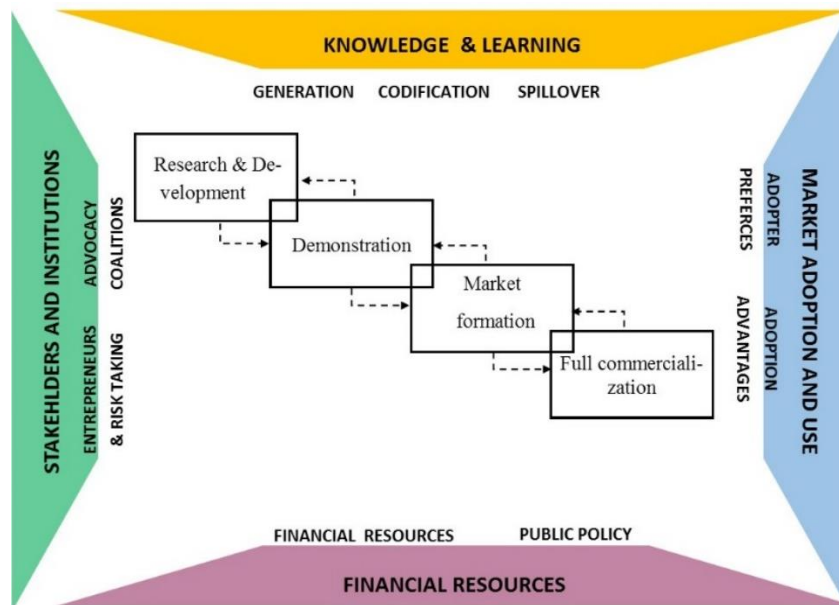 KNOWLEDGE & LEARNING
GENERATION CODIFICATION SPILLOVER
STAKEHLDERS AND INSTITUTIONS
ADVOCACY
COALITIONS
ENTREPRENEURS
& RISK TAKING
Research & De-
velopment
Demonstration
Market
formation
Full commerciali-
zation
ADOPTER
PREFERCES
ADOPTION
ADVANTAGES
MARKET ADOPTION AND USE
FINANCIAL RESOURCES PUBLIC POLICY
FINANCIAL RESOURCES